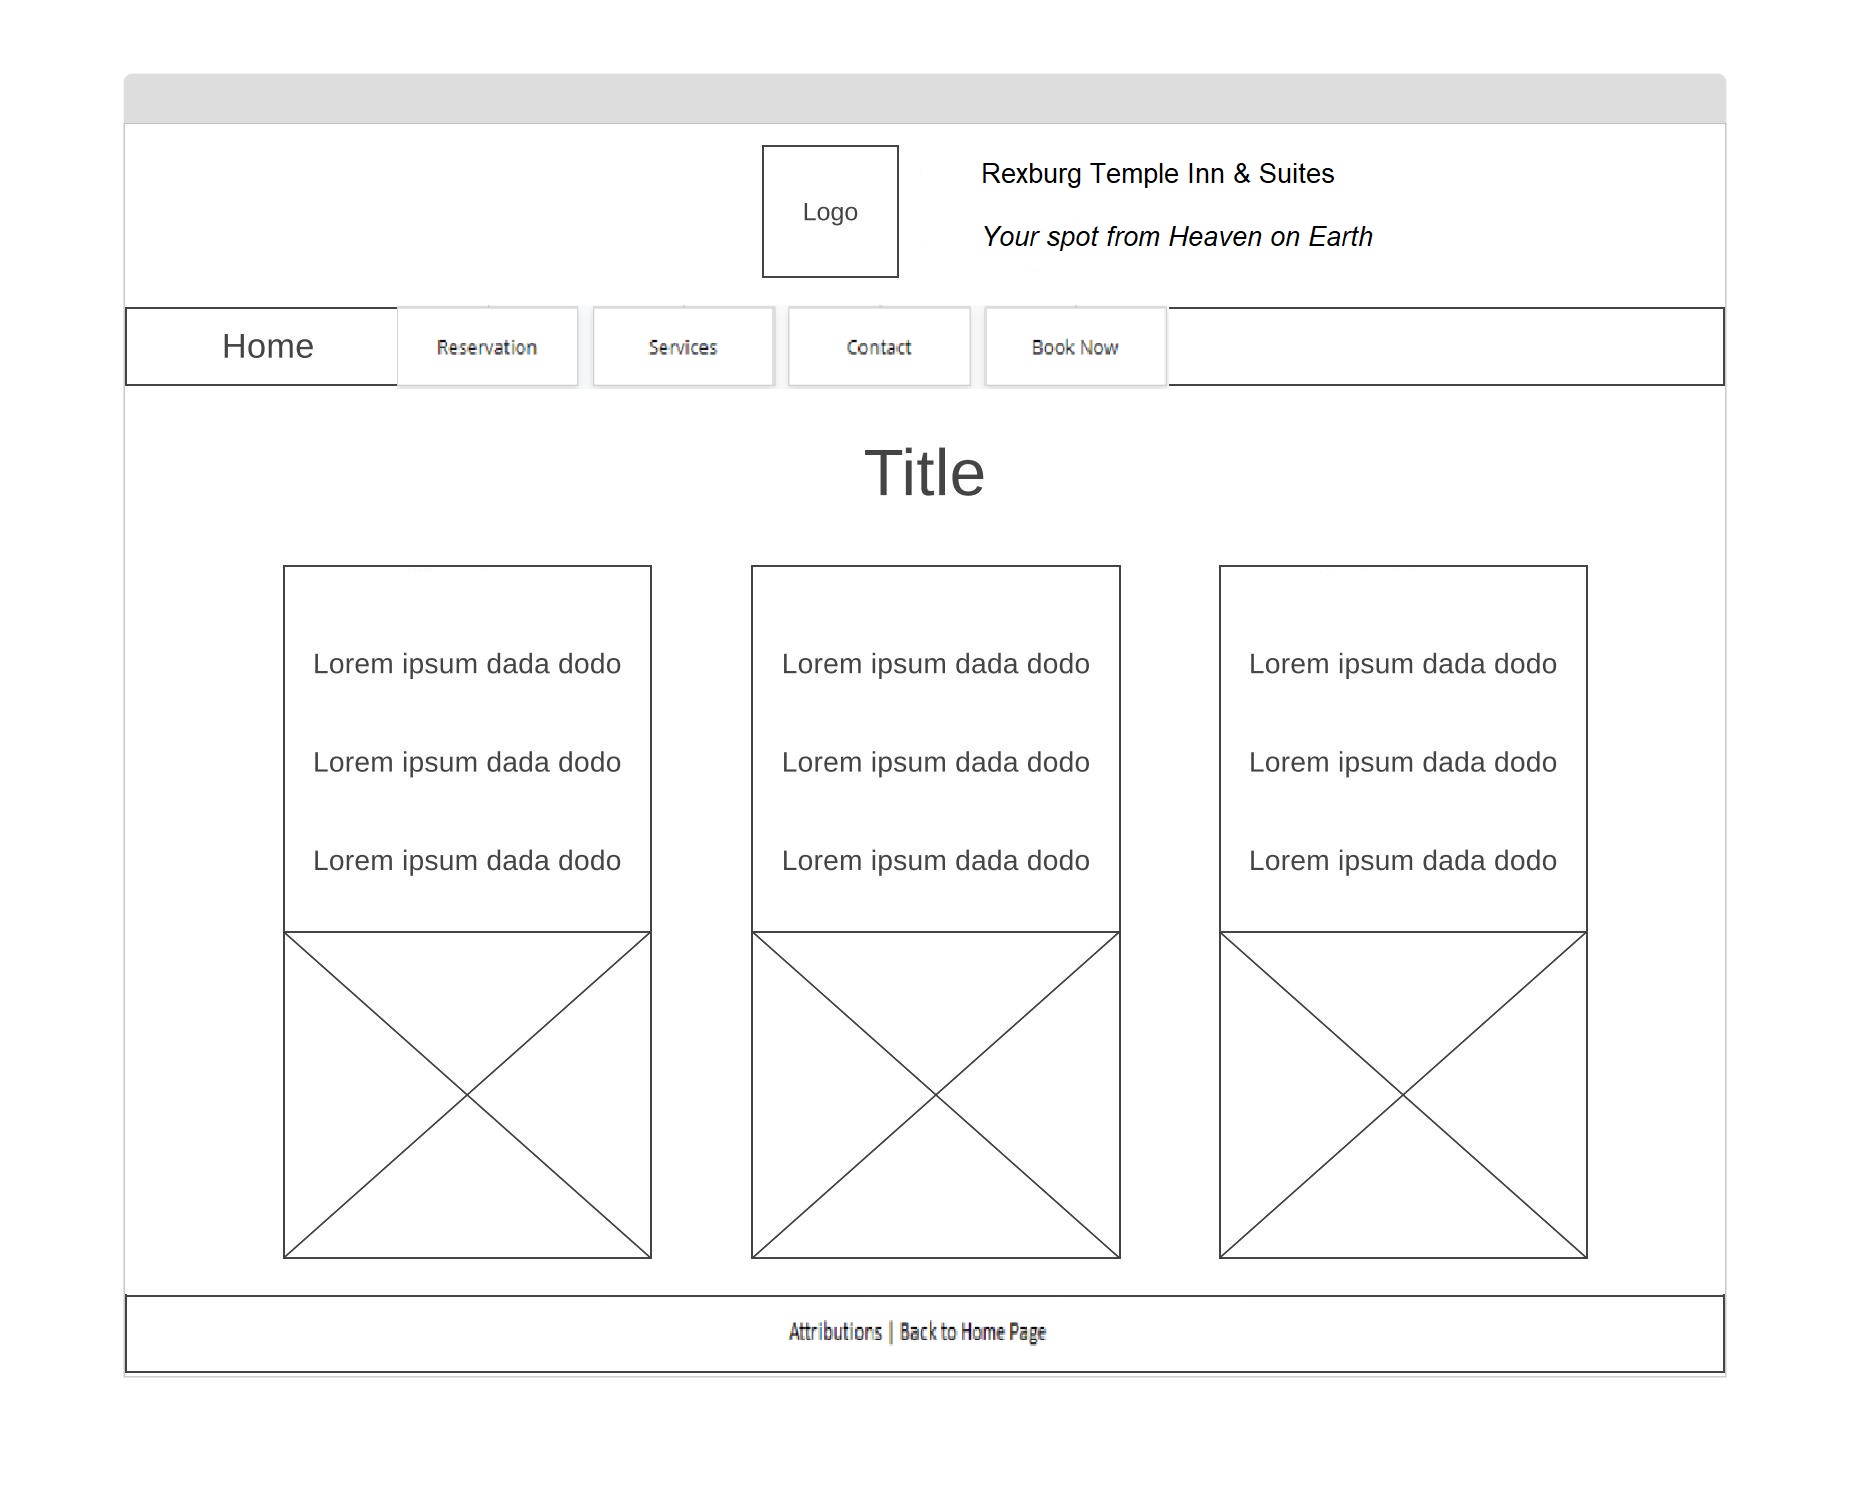 Logo
Rexburg Temple Inn & Suites
Your spot from Heaven on Earth
Home Reservation Services Contact Book Now
Title
Lorem ipsum dada dodo
Lorem ipsum dada dodo
Lorem ipsum dada dodo
Lorem ipsum dada dodo
Lorem ipsum dada dodo
Lorem ipsum dada dodo
Lorem ipsum dada dodo
Lorem ipsum dada dodo
Lorem ipsum dada dodo
Attributions | Back to Home Page